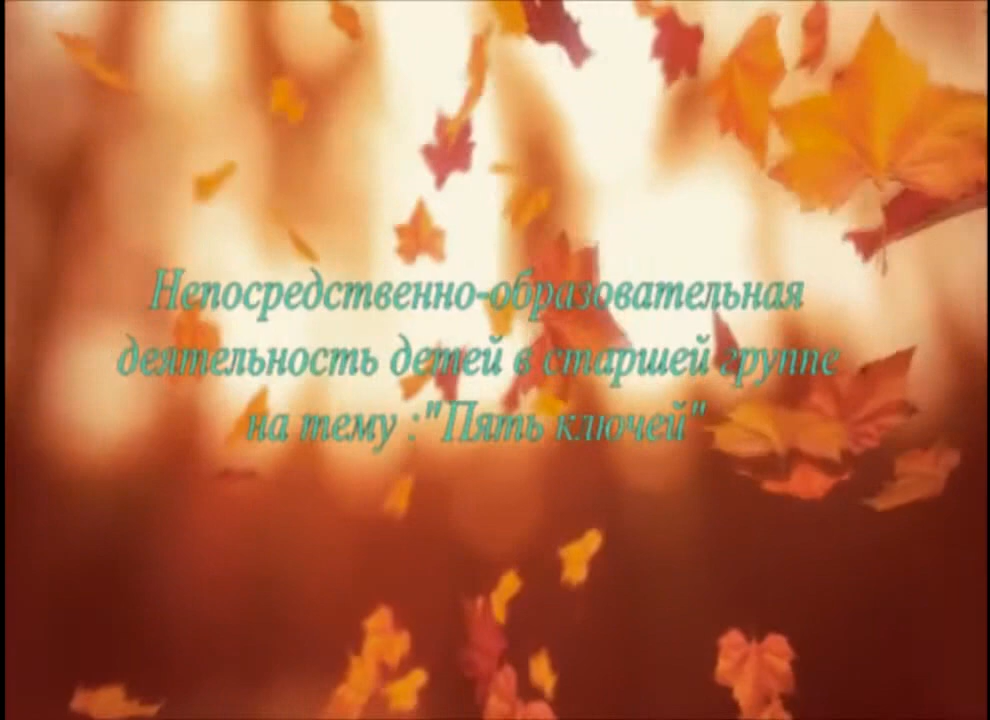 Непосредственно-образовательная
деятельность детей в старшей группе
на тему :"Пять ключей"